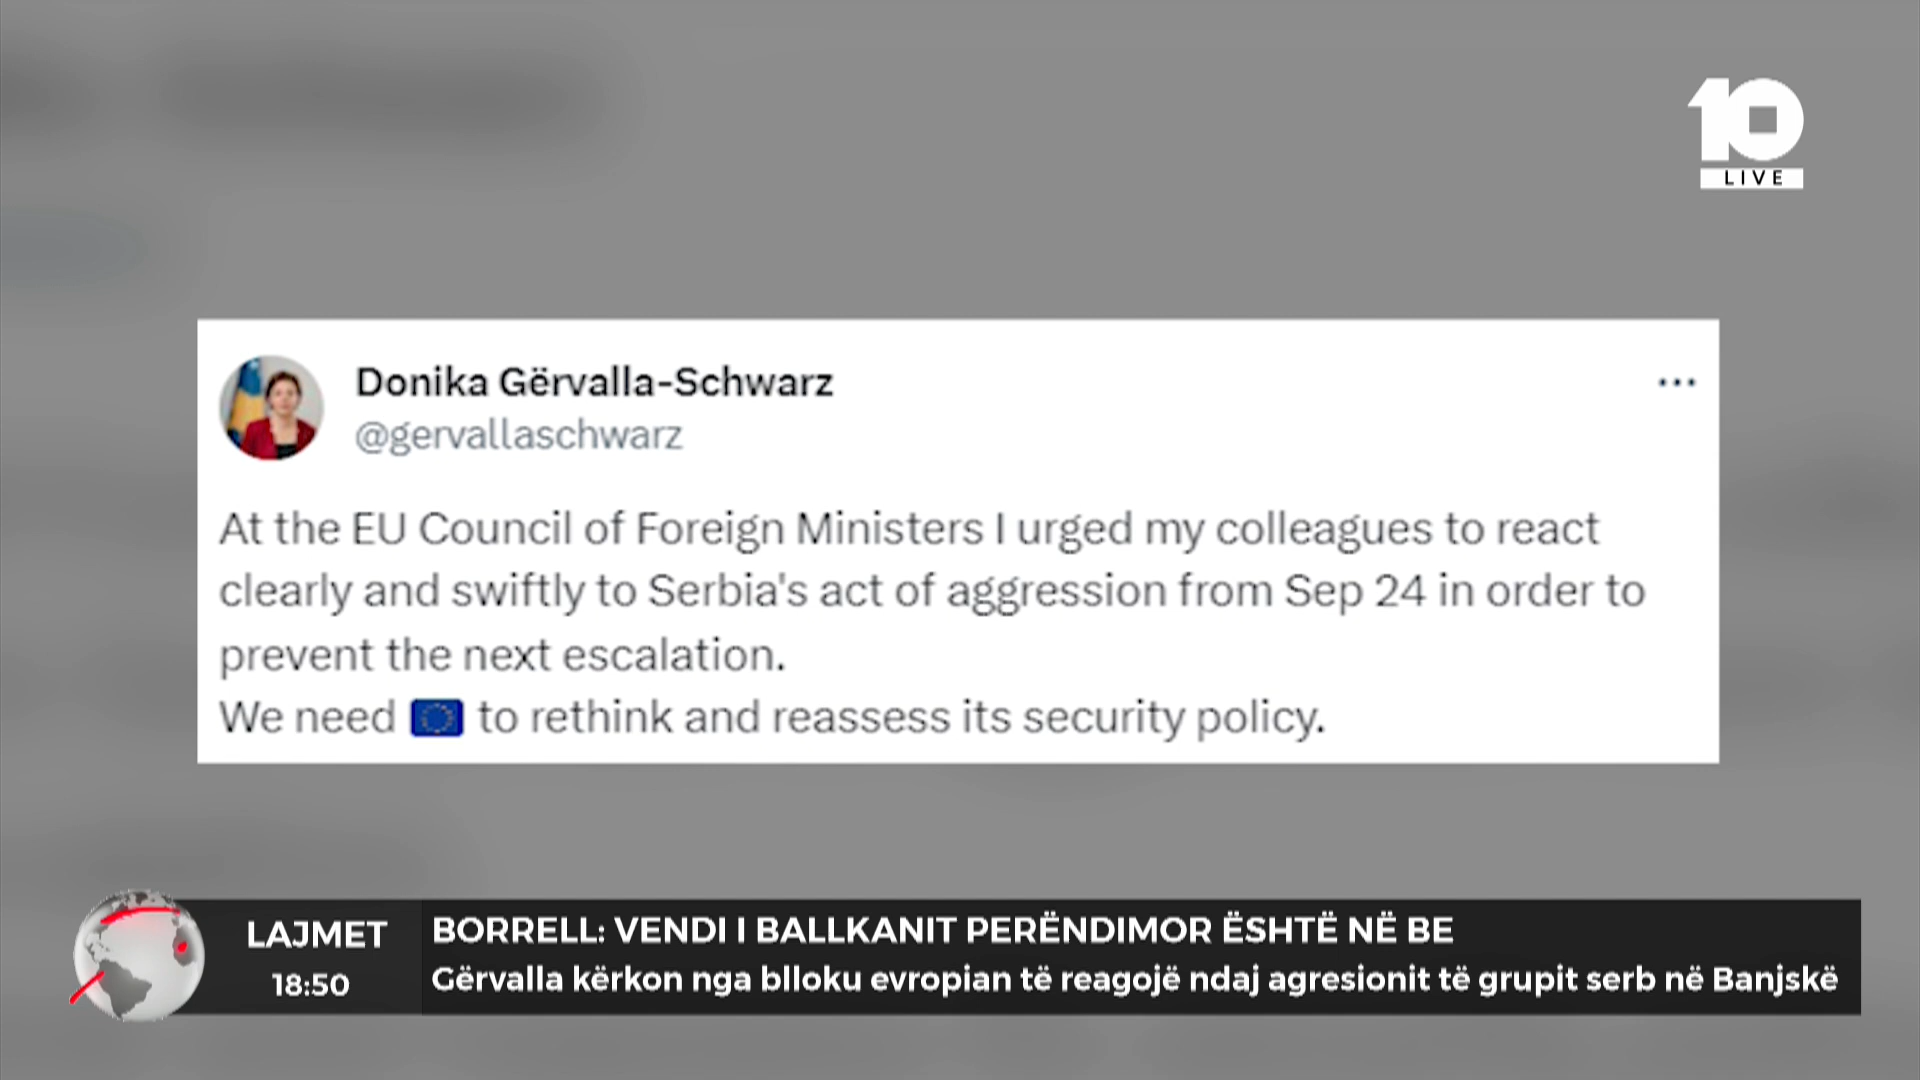 10
LIVE
Donika Gërvalla-Schwarz
@gervallaschwarz
At the EU Council of Foreign Ministers I urged my colleagues to react
clearly and swiftly to Serbia's act of aggression from Sep 24 in order to
prevent the next escalation.
We need 🇪🇺 to rethink and reassess its security policy.
LAJMET
18:50
BORRELL: VENDI I BALLKANIT PERËNDIMOR ËSHTË NË BE
Gërvalla kërkon nga blloku evropian të reagojë ndaj agresionit të grupit serb në Banjskë